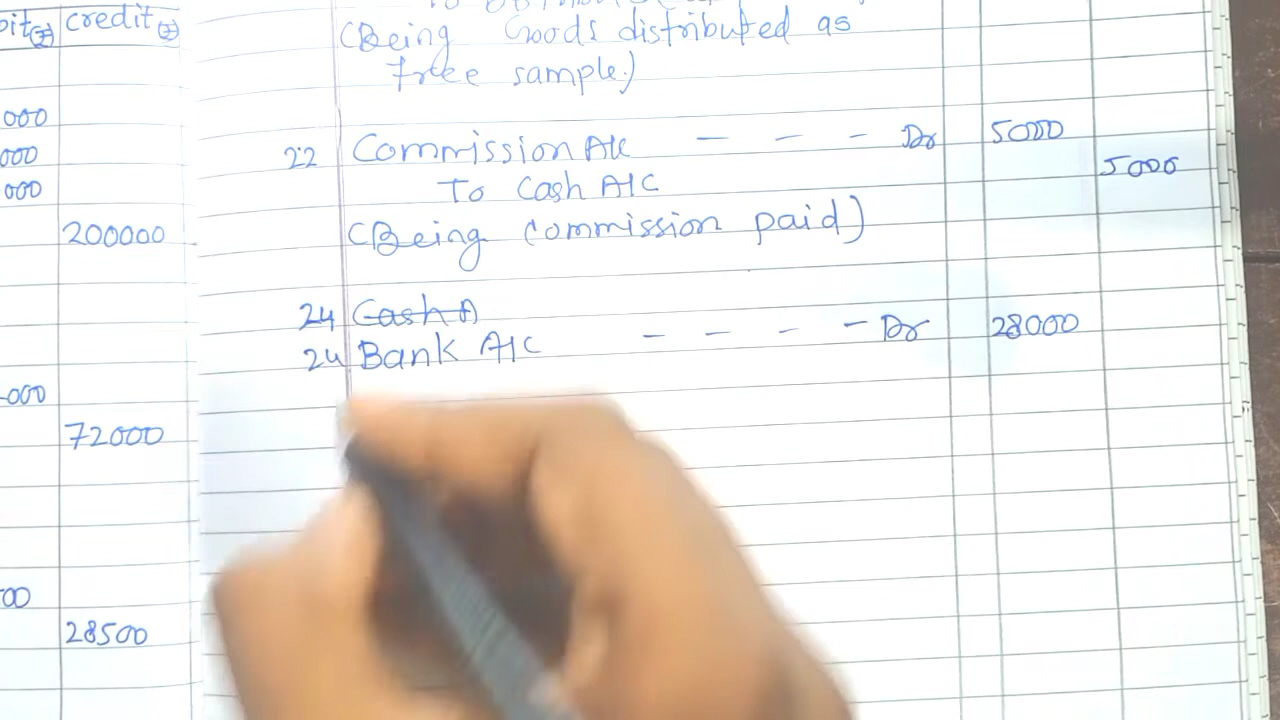 credit (₹)
000
000
000
200000
000
72000
00
28500
(Being Goods distributed as
free sample.)
22 Commission A/c - - - Dr 5000
To Cash A/C 5000
(Being Commission paid)
24 Cash A
24 Bank A/C - - - - Dr 28000